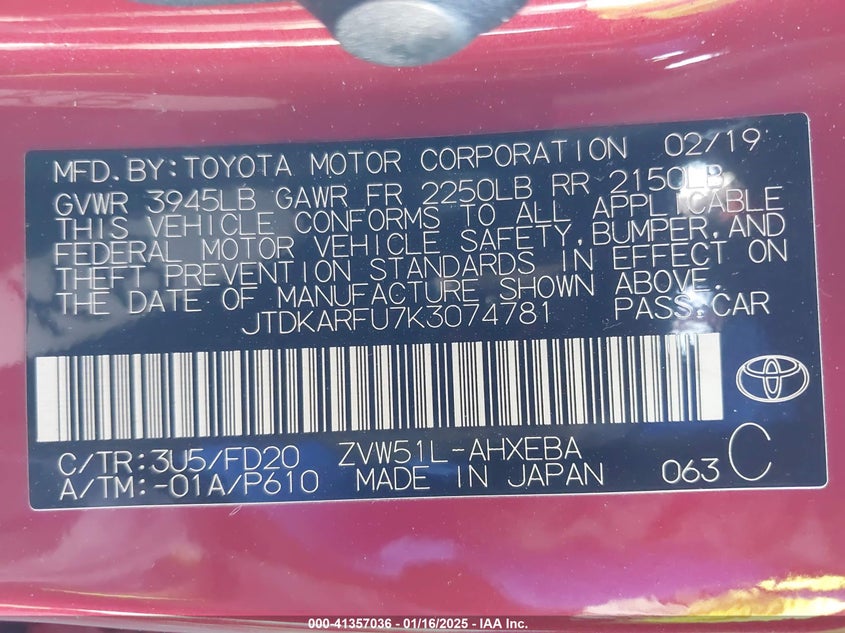 MFD.BY:TOYOTA MOTOR CORPORATION 02/19
GVWR 3945LB GAWR FR 2250LB RR 2150LB
THIS VEHICLE CONFORMS TO ALL APPLICABLE
FEDERAL MOTOR VEHICLE SAFETY,BUMPER,AND
THEFT PREVENTION STANDARDS IN EFFECT ON
THE DATE OF MANUFACTURE SHOWN ABOVE.
JTDKARFU7K3074781 PASS.CAR
C/TR:3U5/FD20 ZVW51L-AHXEBA
A/TM:-01A/P610 MADE IN JAPAN 063 C
000-41357036 - 01/16/2025 - IAA Inc.